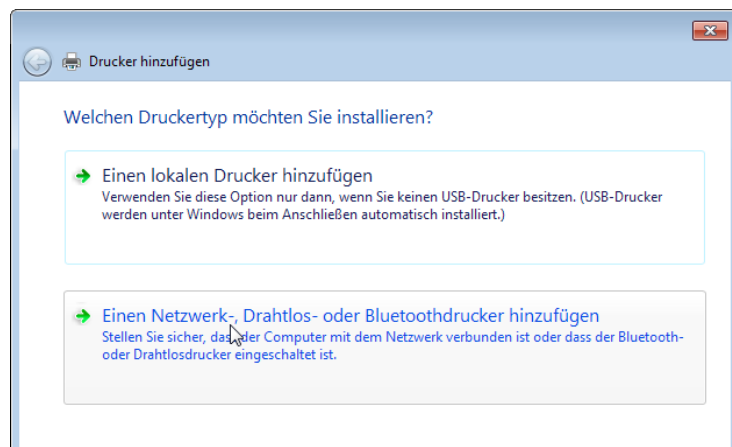 Drucker hinzufügen
Welchen Druckertyp möchten Sie installieren?
Einen lokalen Drucker hinzufügen
Verwenden Sie diese Option nur dann, wenn Sie keinen USB-Drucker besitzen. (USB-Drucker
werden unter Windows beim Anschließen automatisch installiert.)
Einen Netzwerk-, Drahtlos- oder Bluetoothdrucker hinzufügen
Stellen Sie sicher, dass der Computer mit dem Netzwerk verbunden ist oder dass der Bluetooth-
oder Drahtlosdrucker eingeschaltet ist.